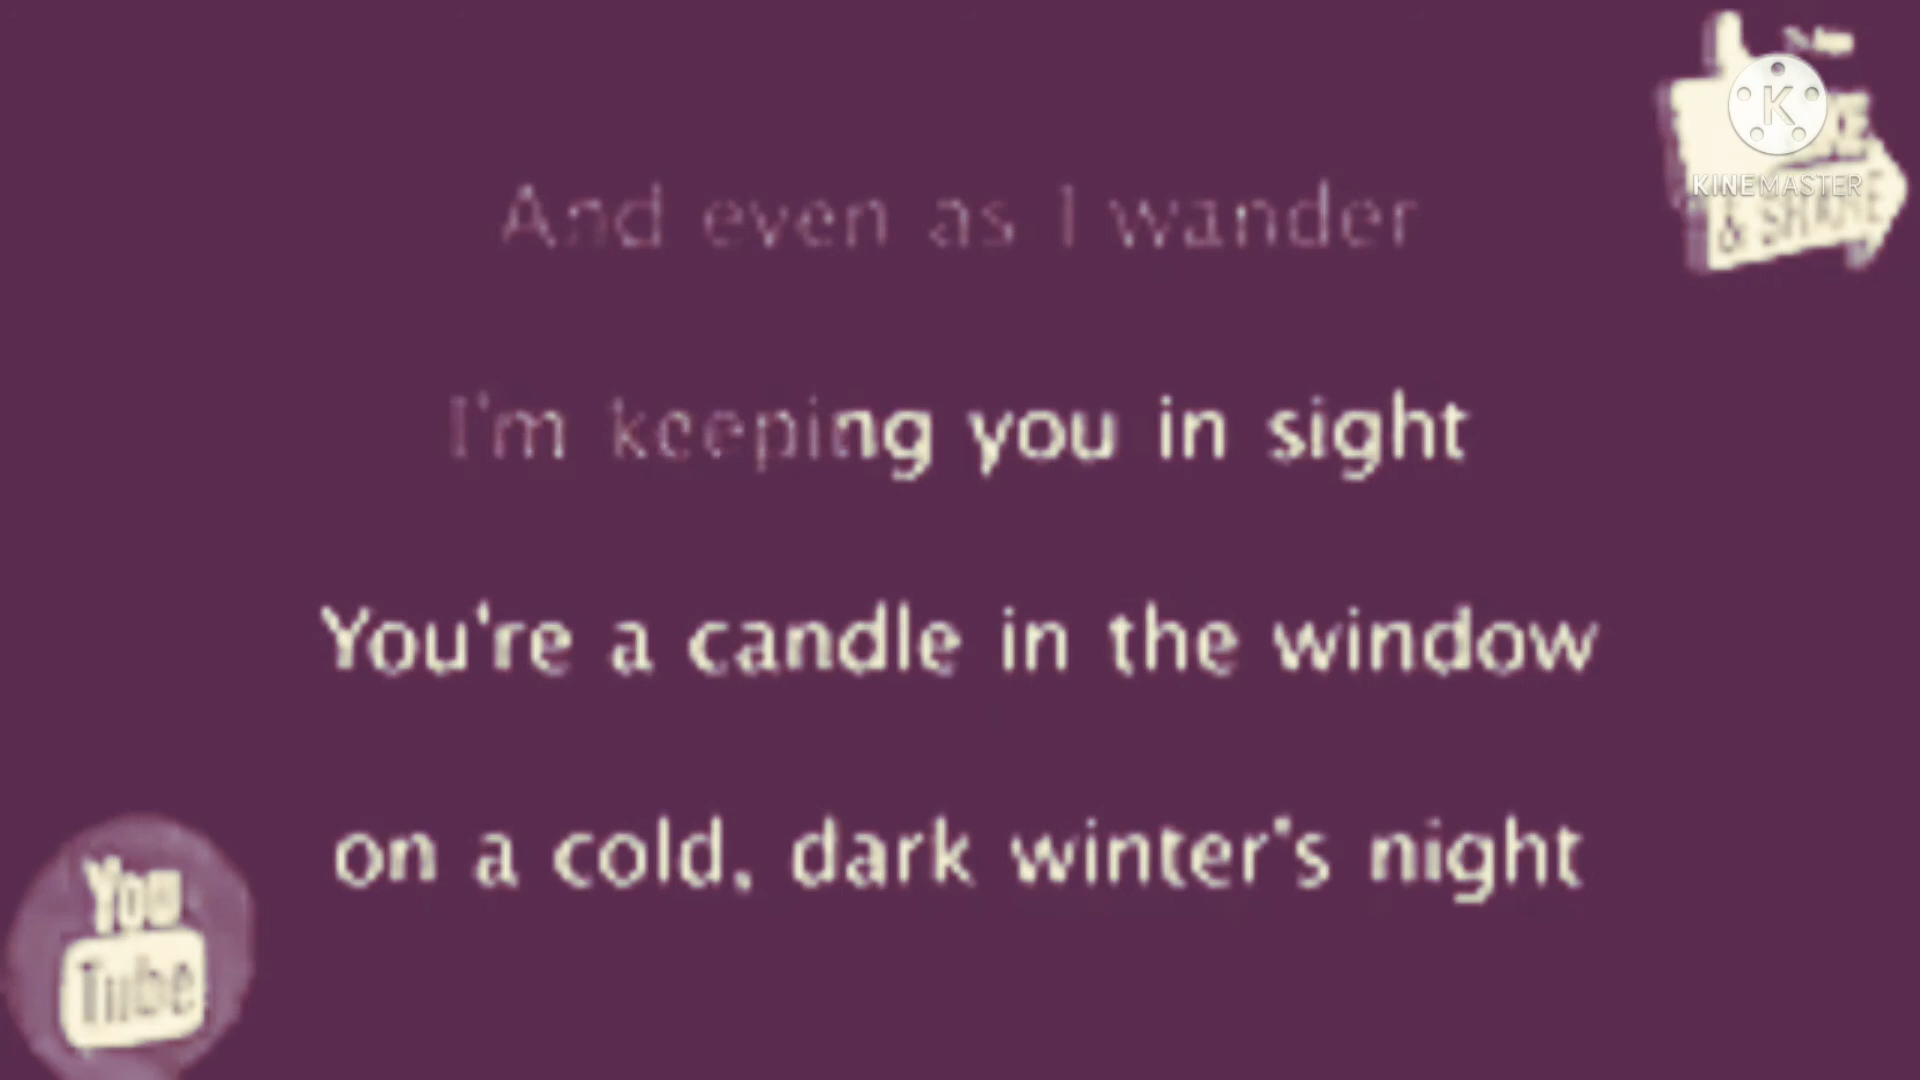 And even as I wander
I'm keeping you in sight
You're a candle in the window
on a cold, dark winter's night
KINEMASTER
& SHARE
You
Tube